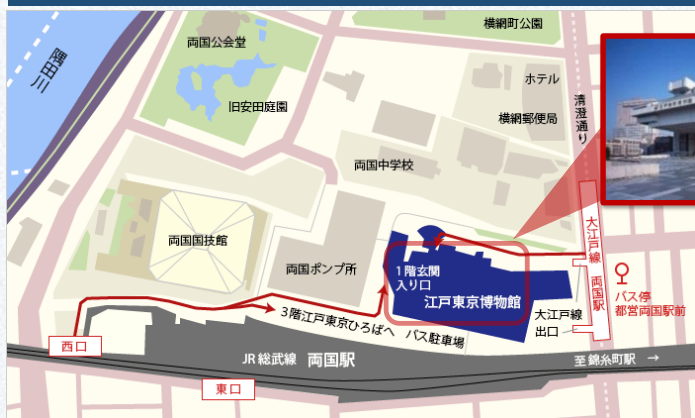 横網町公園
両国公会堂
隅田川
ホテル
旧安田庭園
清澄通り
横網郵便局
両国中学校
大江戸線 両国駅
両国国技館
両国ポンプ所
1階玄関
入り口
江戸東京博物館
バス停
都営両国駅前
大江戸線
出口
3階江戸東京ひろばへ
バス駐車場
西口
JR総武線 両国駅
至錦糸町駅 →
東口